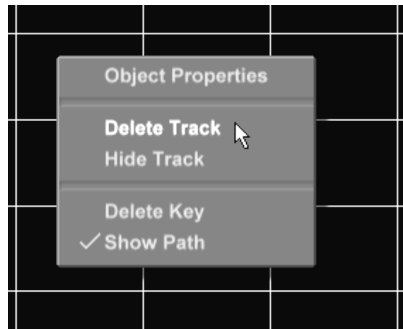 Object Properties
Delete Track
Hide Track
Delete Key
Show Path